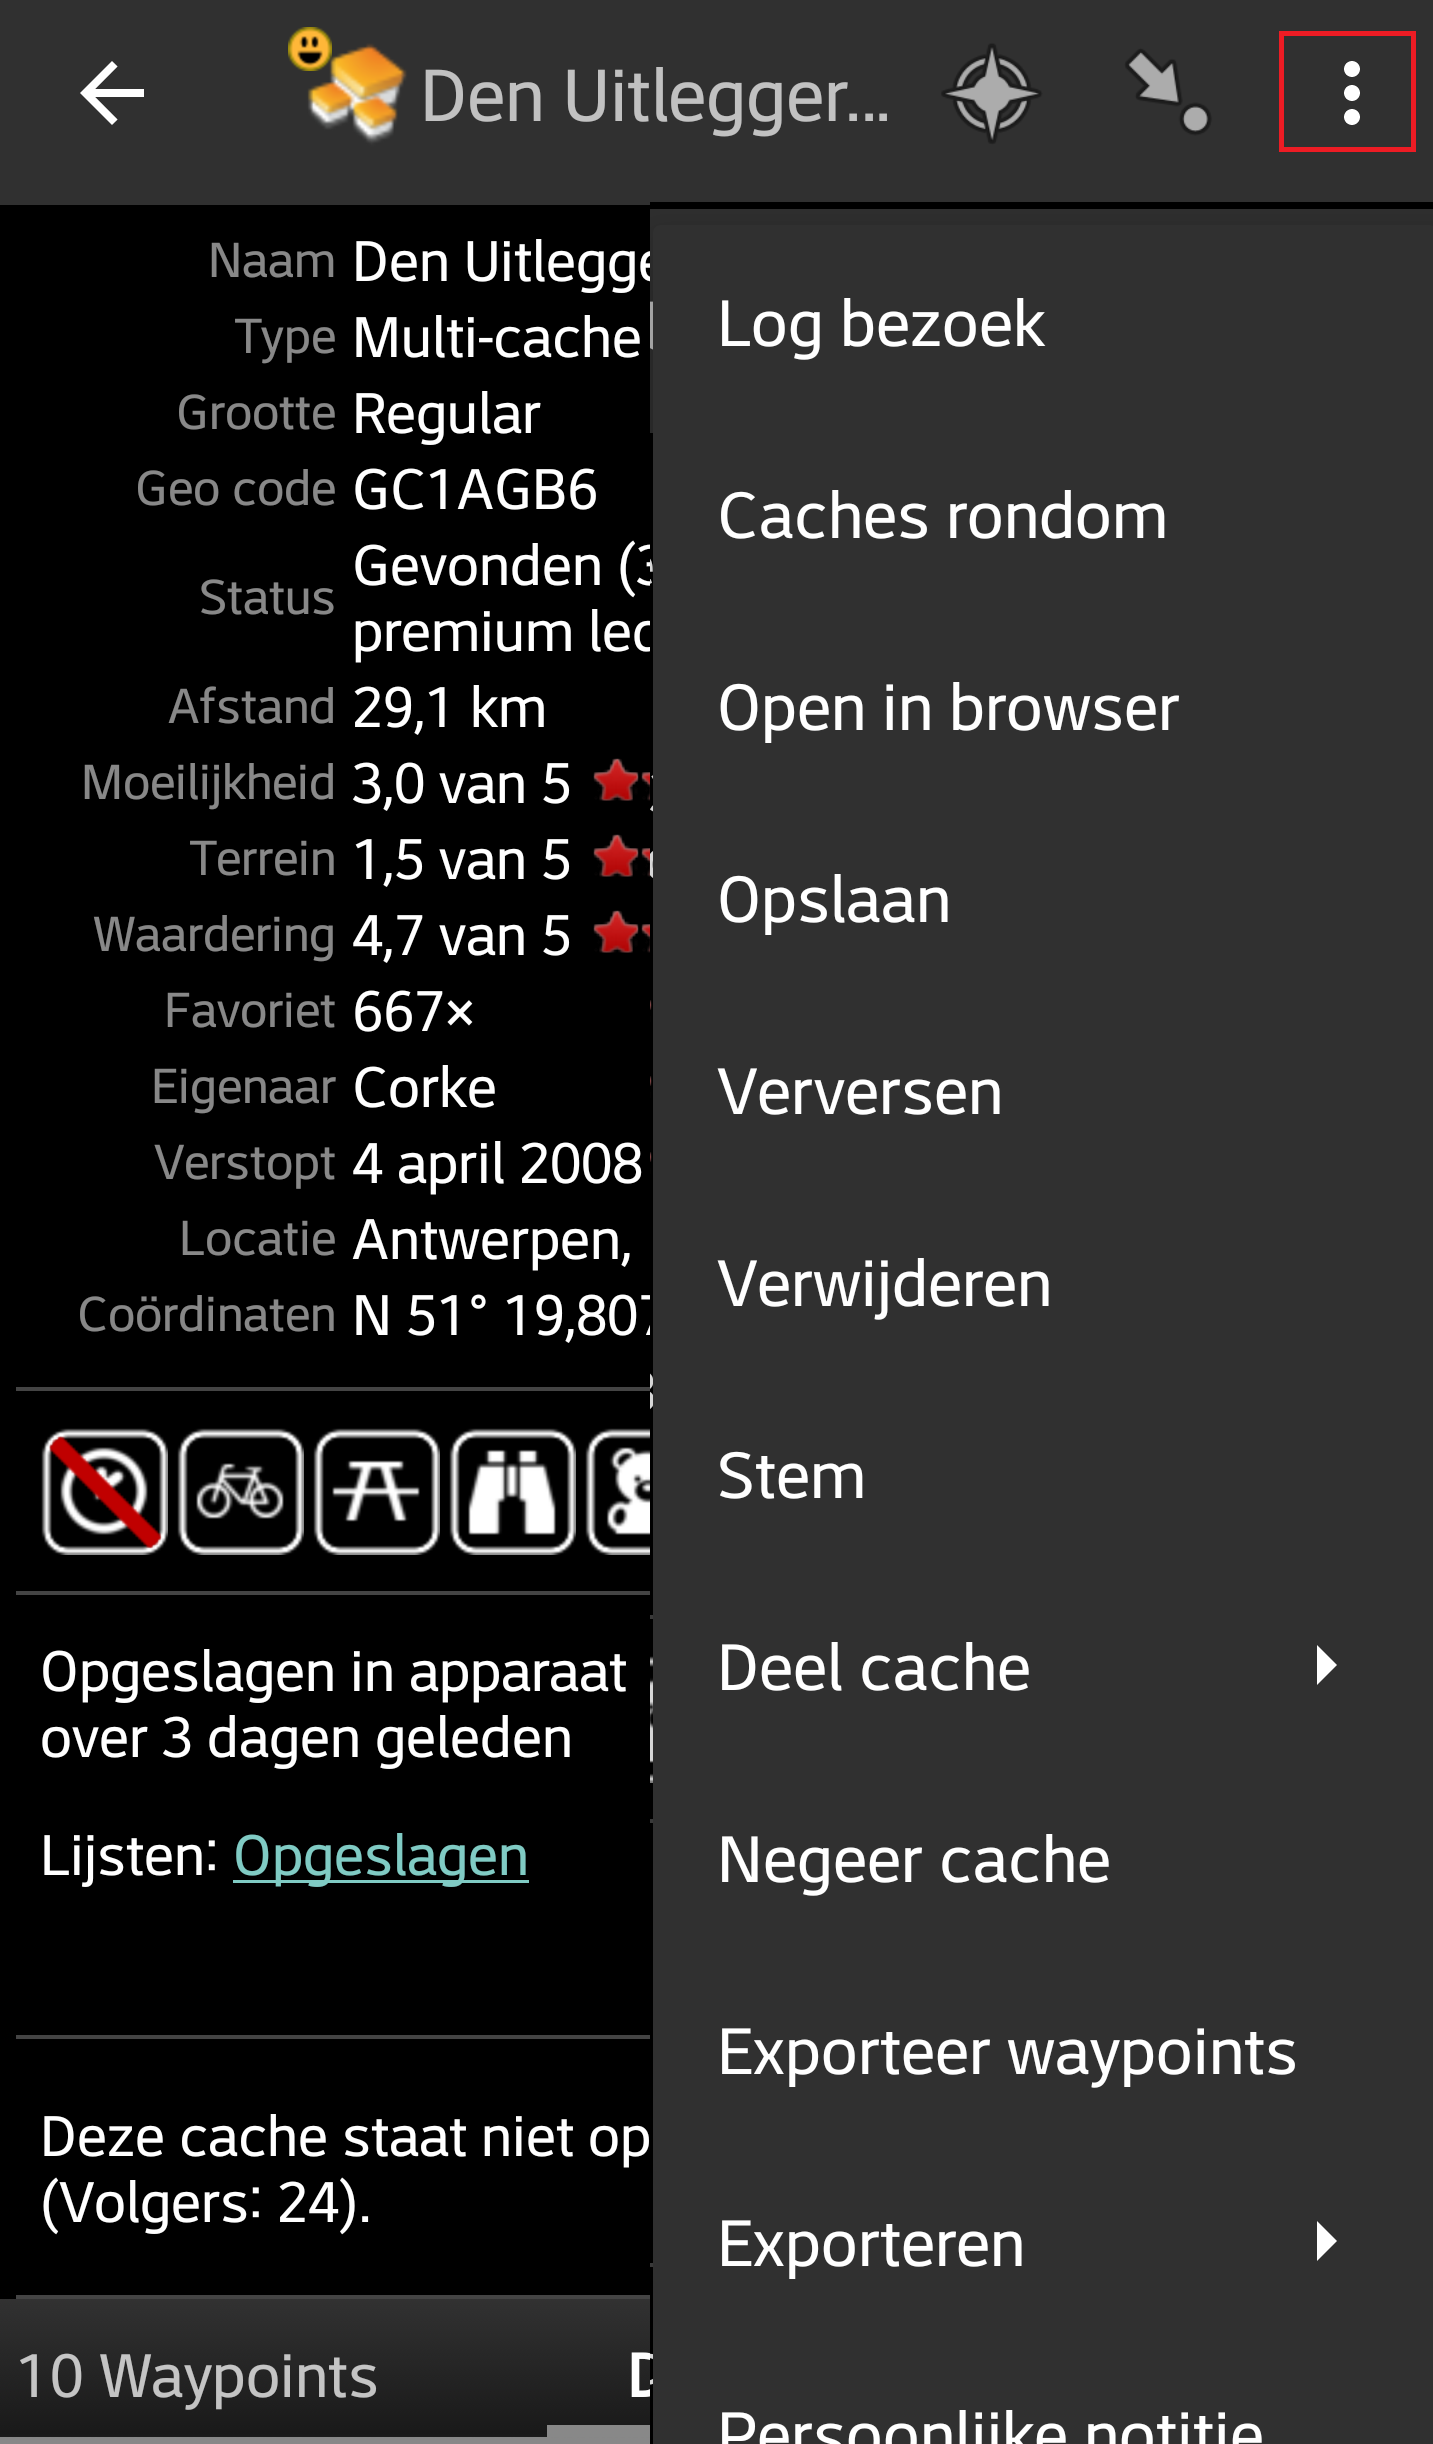 Den Uitlegger...
Naam Den Uitlegge
Type Multi-cache
Grootte Regular
Geo code GC1AGB6
Status Gevonden (3
premium led
Afstand 29,1 km
Moeilijkheid 3,0 van 5
Terrein 1,5 van 5
Waardering 4,7 van 5
Favoriet 667×
Eigenaar Corke
Verstopt 4 april 2008
Locatie Antwerpen,
Coördinaten N 51° 19,807
Opgeslagen in apparaat
over 3 dagen geleden
Lijsten: Opgeslagen
Deze cache staat niet op
(Volgers: 24).
10 Waypoints
Log bezoek
Caches rondom
Open in browser
Opslaan
Verversen
Verwijderen
Stem
Deel cache
Negeer cache
Exporteer waypoints
Exporteren
Persoonlijke notitie